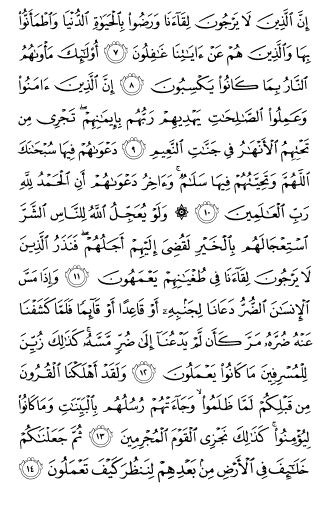 إِنَّ ٱلَّذِينَ لَا يَرْجُونَ لِقَآءَنَا وَرَضُوا۟ بِٱلْحَيَوٰةِ ٱلدُّنْيَا وَٱطْمَأَنُّوا۟
بِهَا وَٱلَّذِينَ هُمْ عَنْ ءَايَـٰتِنَا غَـٰفِلُونَ ٧ أُو۟لَـٰٓئِكَ مَأْوَىٰهُمُ
ٱلنَّارُ بِمَا كَانُوا۟ يَكْسِبُونَ ٨ إِنَّ ٱلَّذِينَ ءَامَنُوا۟
وَعَمِلُوا۟ ٱلصَّـٰلِحَـٰتِ يَهْدِيهِمْ رَبُّهُم بِإِيمَـٰنِهِمْ ۖ تَجْرِى مِن
تَحْتِهِمُ ٱلْأَنْهَـٰرُ فِى جَنَّـٰتِ ٱلنَّعِيمِ ٩ دَعْوَىٰهُمْ فِيهَا سُبْحَـٰنَكَ
ٱللَّهُمَّ وَتَحِيَّتُهُمْ فِيهَا سَلَـٰمٌ ۚ وَءَاخِرُ دَعْوَىٰهُمْ أَنِ ٱلْحَمْدُ لِلَّهِ
رَبِّ ٱلْعَـٰلَمِينَ ١٠ ۞ وَلَوْ يُعَجِّلُ ٱللَّهُ لِلنَّاسِ ٱلشَّرَّ
ٱسْتِعْجَالَهُم بِٱلْخَيْرِ لَقُضِىَ إِلَيْهِمْ أَجَلُهُمْ ۖ فَنَذَرُ ٱلَّذِينَ
لَا يَرْجُونَ لِقَآءَنَا فِى طُغْيَـٰنِهِمْ يَعْمَهُونَ ١١ وَإِذَا مَسَّ
ٱلْإِنسَـٰنَ ٱلضُّرُّ دَعَانَا لِجَنۢبِهِۦٓ أَوْ قَاعِدًا أَوْ قَآئِمًا فَلَمَّا كَشَفْنَا
عَنْهُ ضُرَّهُۥ مَرَّ كَأَن لَّمْ يَدْعُنَآ إِلَىٰ ضُرٍّ مَّسَّهُۥ ۚ كَذَٰلِكَ زُيِّنَ
لِلْمُسْرِفِينَ مَا كَانُوا۟ يَعْمَلُونَ ١٢ وَلَقَدْ أَهْلَكْنَا ٱلْقُرُونَ
مِن قَبْلِكُمْ لَمَّا ظَلَمُوا۟ ۙ وَجَآءَتْهُمْ رُسُلُهُم بِٱلْبَيِّنَـٰتِ وَمَا كَانُوا۟
لِيُؤْمِنُوا۟ ۚ كَذَٰلِكَ نَجْزِى ٱلْقَوْمَ ٱلْمُجْرِمِينَ ١٣ ثُمَّ جَعَلْنَـٰكُمْ
خَلَـٰٓئِفَ فِى ٱلْأَرْضِ مِنۢ بَعْدِهِمْ لِنَنظُرَ كَيْفَ تَعْمَلُونَ ١٤